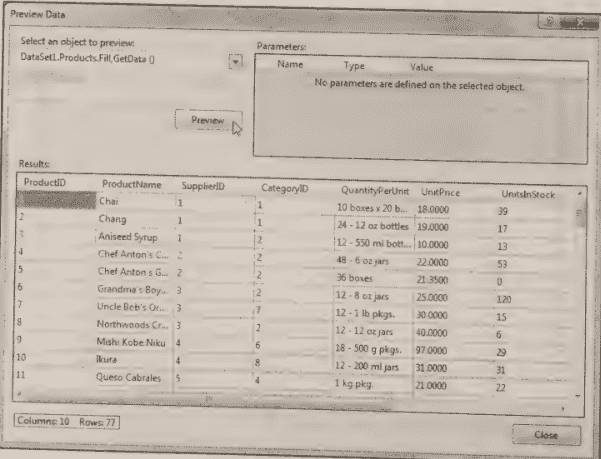 Preview Data
Select an object to preview:
DataSet1.Products.Fill,GetData ()
Parameters:
Name Type Value
No parameters are defined on the selected object.
Preview
Results:
ProductID ProductName SupplierID CategoryID QuantityPerUnit UnitPrice UnitsInStock
Chai 1 1 10 boxes x 20 b... 18.0000 39
2 Chang 1 1 24 - 12 oz bottles 19.0000 17
3 Aniseed Syrup 1 2 12 - 550 ml bott... 10.0000 13
4 Chef Anton's C... 2 2 48 - 6 oz jars 22.0000 53
5 Chef Anton's G... 2 2 36 boxes 21.3500 0
6 Grandma's Boy... 3 2 12 - 8 oz jars 25.0000 120
7 Uncle Bob's Or... 3 7 12 - 1 lb pkgs. 30.0000 15
8 Northwoods Cr... 3 2 12 - 12 oz jars 40.0000 6
9 Mishi Kobe Niku 4 6 18 - 500 g pkgs. 97.0000 29
10 Ikura 4 8 12 - 200 ml jars 31.0000 31
11 Queso Cabrales 5 4 1 kg pkg. 21.0000 22
Columns: 10 Rows: 77
Close